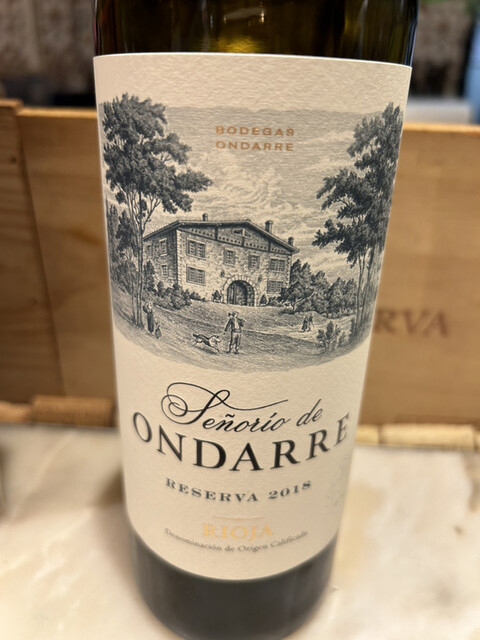 BODEGAS
ONDARRE
Señorío de
ONDARRE
RESERVA 2018
RIOJA
Denominación de Origen Calificada
RVA